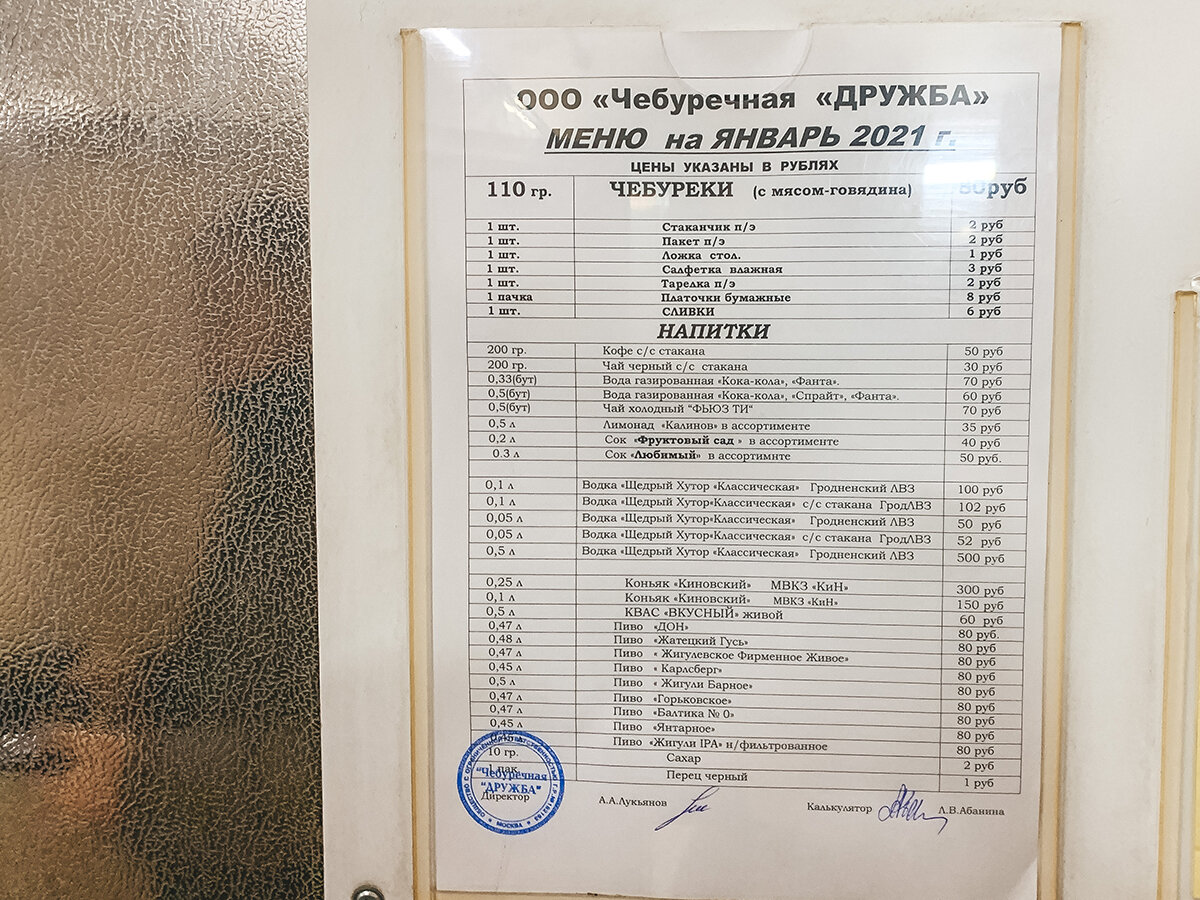 ООО «Чебуречная «ДРУЖБА»
МЕНЮ на ЯНВАРЬ 2021 г.
ЦЕНЫ УКАЗАНЫ В РУБЛЯХ
110 гр. ЧЕБУРЕКИ (с мясом-говядина) 80руб
1 шт. Стаканчик п/э 2 руб
1 шт. Пакет п/э 2 руб
1 шт. Ложка стол. 1 руб
1 шт. Салфетка влажная 3 руб
1 шт. Тарелка п/э 2 руб
1 пачка Платочки бумажные 8 руб
1 шт. СЛИВКИ 6 руб
НАПИТКИ
200 гр. Кофе с/с стакана 50 руб
200 гр. Чай черный с/с стакана 30 руб
0,33(бут) Вода газированная «Кока-кола», «Фанта». 70 руб
0,5(бут) Вода газированная «Кока-кола», «Спрайт», «Фанта». 60 руб
0,5(бут) Чай холодный "ФЬЮЗ ТИ" 70 руб
0,5 л Лимонад «Калинов» в ассортименте 35 руб
0,2 л Сок «Фруктовый сад » в ассортименте 40 руб
0.3 л Сок «Любимый» в ассортимнте 50 руб.
0,1 л Водка «Щедрый Хутор «Классическая» Гродненский ЛВЗ 100 руб
0,1 л Водка «Щедрый Хутор«Классическая» с/с стакана ГродЛВЗ 102 руб
0,05 л Водка «Щедрый Хутор«Классическая» Гродненский ЛВЗ 50 руб
0,05 л Водка «Щедрый Хутор«Классическая» с/с стакана ГродЛВЗ 52 руб
0,5 л Водка «Щедрый Хутор «Классическая» Гродненский ЛВЗ 500 руб
0,25 л Коньяк «Киновский» МВКЗ «КиН» 300 руб
0,1 л Коньяк «Киновский» МВКЗ «КиН» 150 руб
0,5 л КВАС «ВКУСНЫЙ» живой 60 руб
0,47 л Пиво «ДОН» 80 руб.
0,48 л Пиво «Жатецкий Гусь» 80 руб
0,47 л Пиво « Жигулевское Фирменное Живое» 80 руб
0,45 л Пиво « Карлсберг» 80 руб
0,5 л Пиво « Жигули Барное» 80 руб
0,47 л Пиво «Горьковское» 80 руб
0,47 л Пиво «Балтика № 0» 80 руб
0,45 л Пиво «Янтарное» 80 руб
Пиво «Жигули IPA» н/фильтрованное 80 руб
10 гр. Сахар 2 руб
1 пак. Перец черный 1 руб
Директор А.А.Лукьянов Калькулятор Л.В.Абанина
ОБЩЕСТВО С ОГРАНИЧЕННОЙ ОТВЕТСТВЕННОСТЬЮ
"Чебуречная
"ДРУЖБА"
МОСКВА